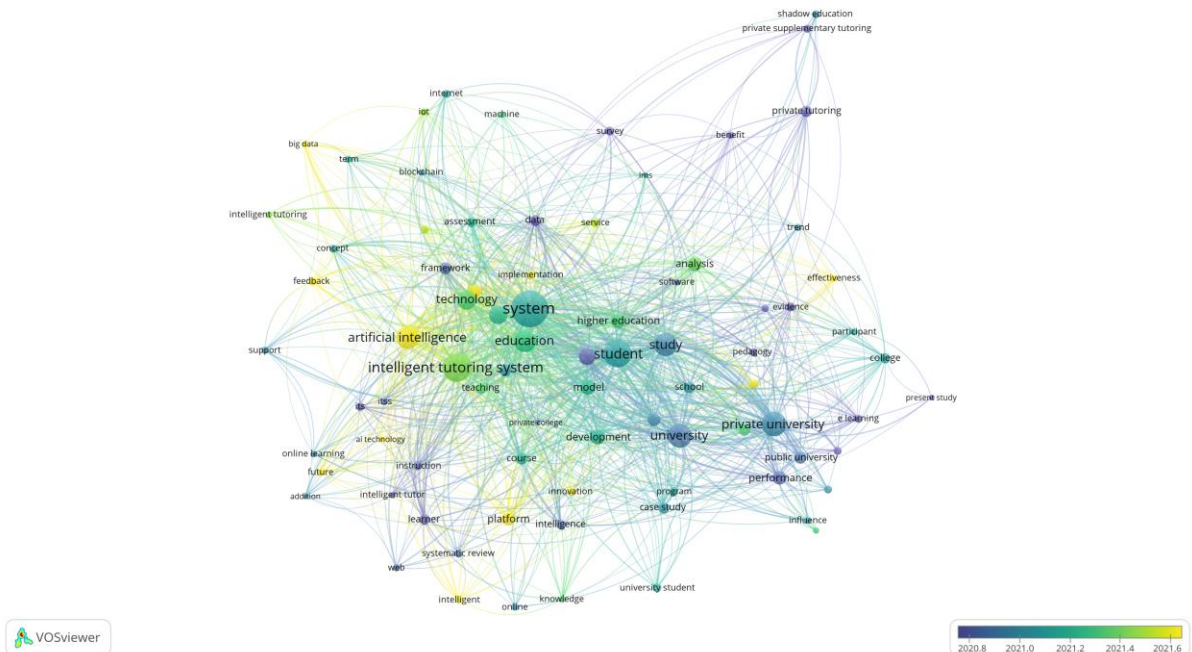 shadow education
private supplementary tutoring
internet
iot
machine
private tutoring
survey
benefit
big data
term
blockchain
lms
intelligent tutoring
assessment
data
service
trend
concept
framework
implementation
analysis
feedback
software
effectiveness
technology
system
evidence
higher education
participant
artificial intelligence
education
study
support
student
pedagogy
college
intelligent tutoring system
teaching
model
school
present study
its
itss
private college
private university
e learning
ai technology
development
university
online learning
course
public university
future
instruction
performance
addition
intelligent tutor
innovation
program
case study
learner
platform
intelligence
influence
systematic review
web
university student
intelligent
online
knowledge
VOSviewer
2020.8 2021.0 2021.2 2021.4 2021.6